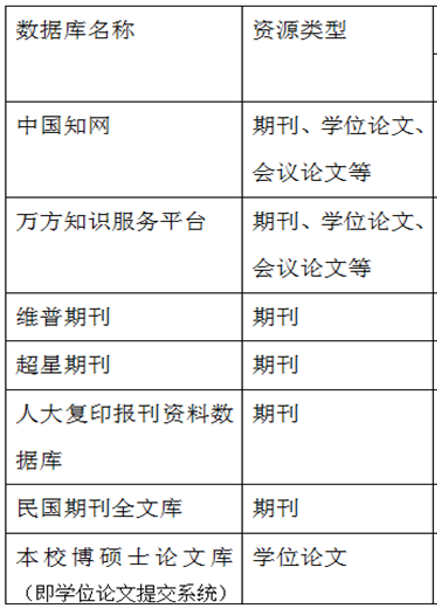 数据库名称 资源类型
中国知网 期刊、学位论文、
会议论文等
万方知识服务平台 期刊、学位论文、
会议论文等
维普期刊 期刊
超星期刊 期刊
人大复印报刊资料数 期刊
据库
民国期刊全文库 期刊
本校博硕士论文库 学位论文
（即学位论文提交系统）